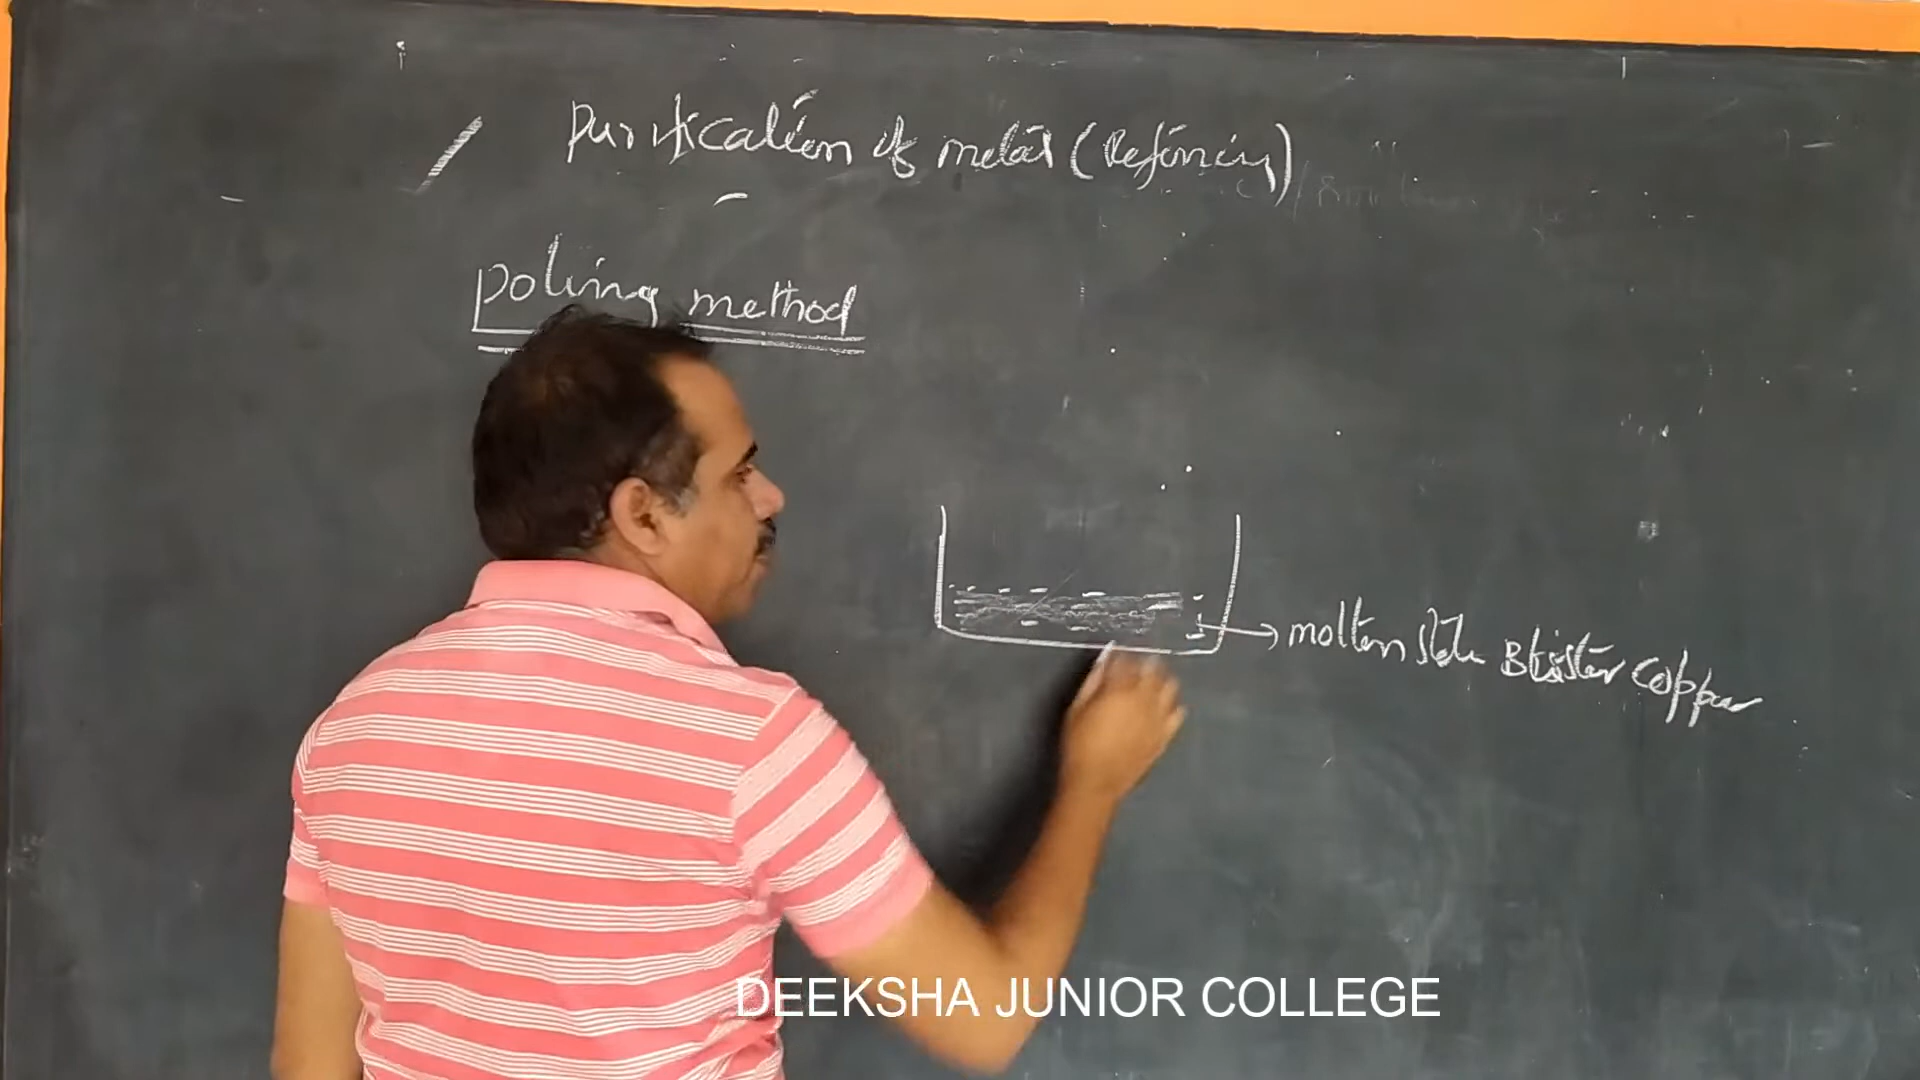 Purification of metal (Refining)
poling method
molten state Blister Copper
DEEKSHA JUNIOR COLLEGE